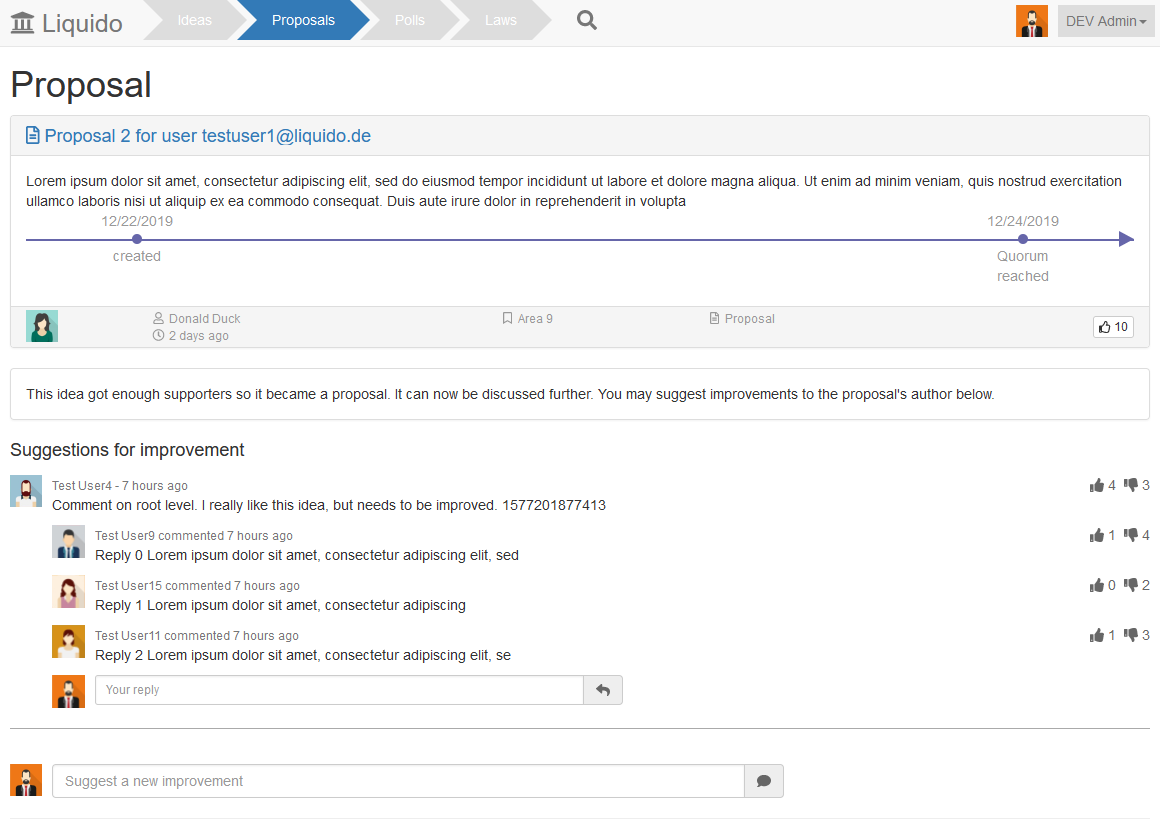 Liquido
Ideas
Proposals
Polls
Laws
DEV Admin
Proposal
Proposal 2 for user testuser1@liquido.de
Lorem ipsum dolor sit amet, consectetur adipiscing elit, sed do eiusmod tempor incididunt ut labore et dolore magna aliqua. Ut enim ad minim veniam, quis nostrud exercitation
ullamco laboris nisi ut aliquip ex ea commodo consequat. Duis aute irure dolor in reprehenderit in volupta
12/22/2019
12/24/2019
created
Quorum
reached
Donald Duck
2 days ago
Area 9
Proposal
10
This idea got enough supporters so it became a proposal. It can now be discussed further. You may suggest improvements to the proposal's author below.
Suggestions for improvement
Test User4 - 7 hours ago
4 3
Comment on root level. I really like this idea, but needs to be improved. 1577201877413
Test User9 commented 7 hours ago
1 4
Reply 0 Lorem ipsum dolor sit amet, consectetur adipiscing elit, sed
Test User15 commented 7 hours ago
0 2
Reply 1 Lorem ipsum dolor sit amet, consectetur adipiscing
Test User11 commented 7 hours ago
1 3
Reply 2 Lorem ipsum dolor sit amet, consectetur adipiscing elit, se
Your reply
Suggest a new improvement